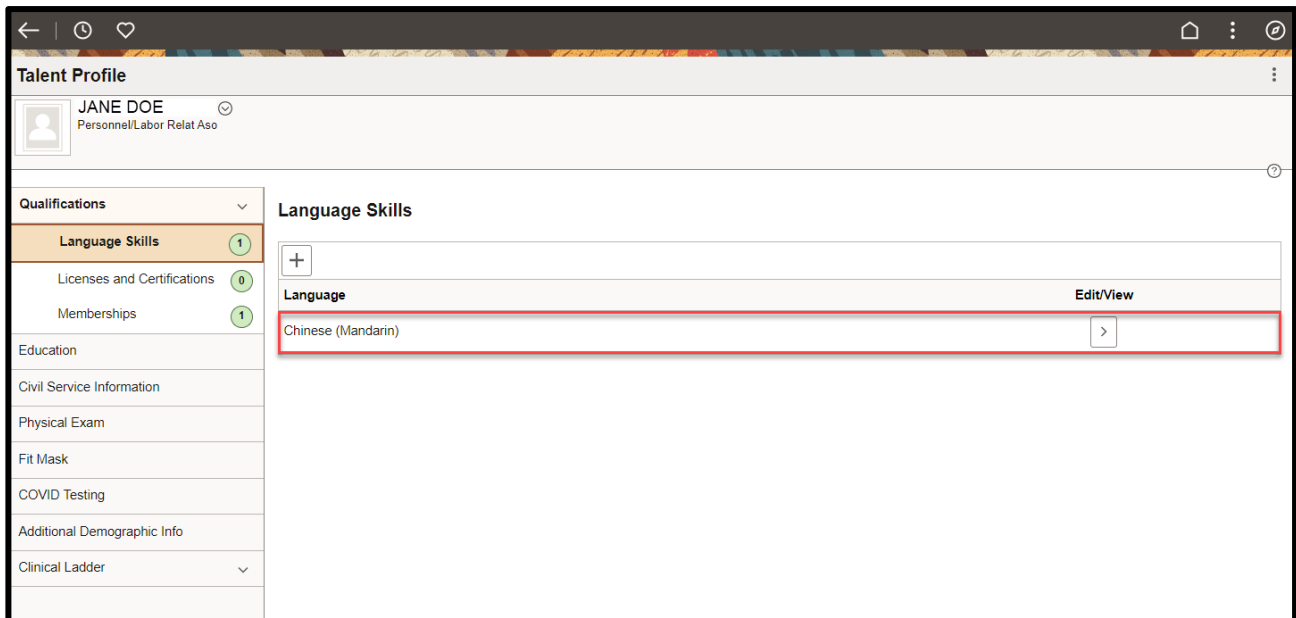 Talent Profile
JANE DOE
Personnel/Labor Relat Aso
Qualifications
Language Skills 1
Licenses and Certifications 0
Memberships 1
Education
Civil Service Information
Physical Exam
Fit Mask
COVID Testing
Additional Demographic Info
Clinical Ladder
Language Skills
Language Edit/View
Chinese (Mandarin)